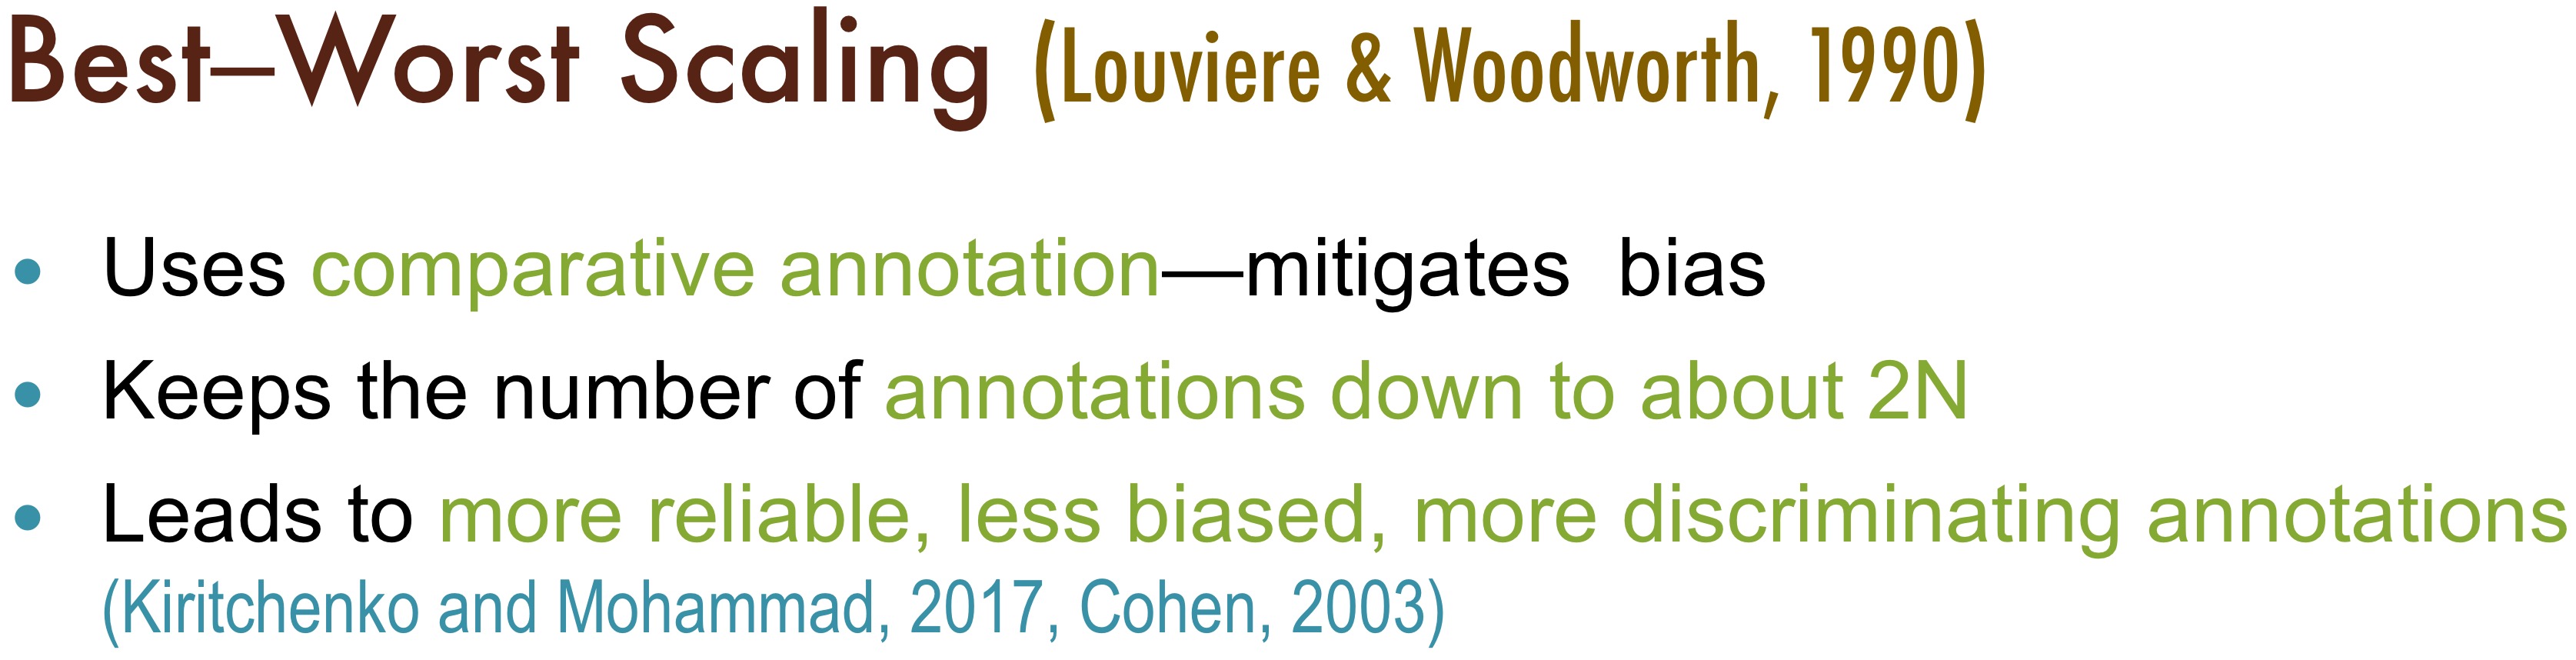 Best–Worst Scaling (Louviere & Woodworth, 1990)
• Uses comparative annotation—mitigates  bias
• Keeps the number of annotations down to about 2N
• Leads to more reliable, less biased, more discriminating annotations
(Kiritchenko and Mohammad, 2017, Cohen, 2003)